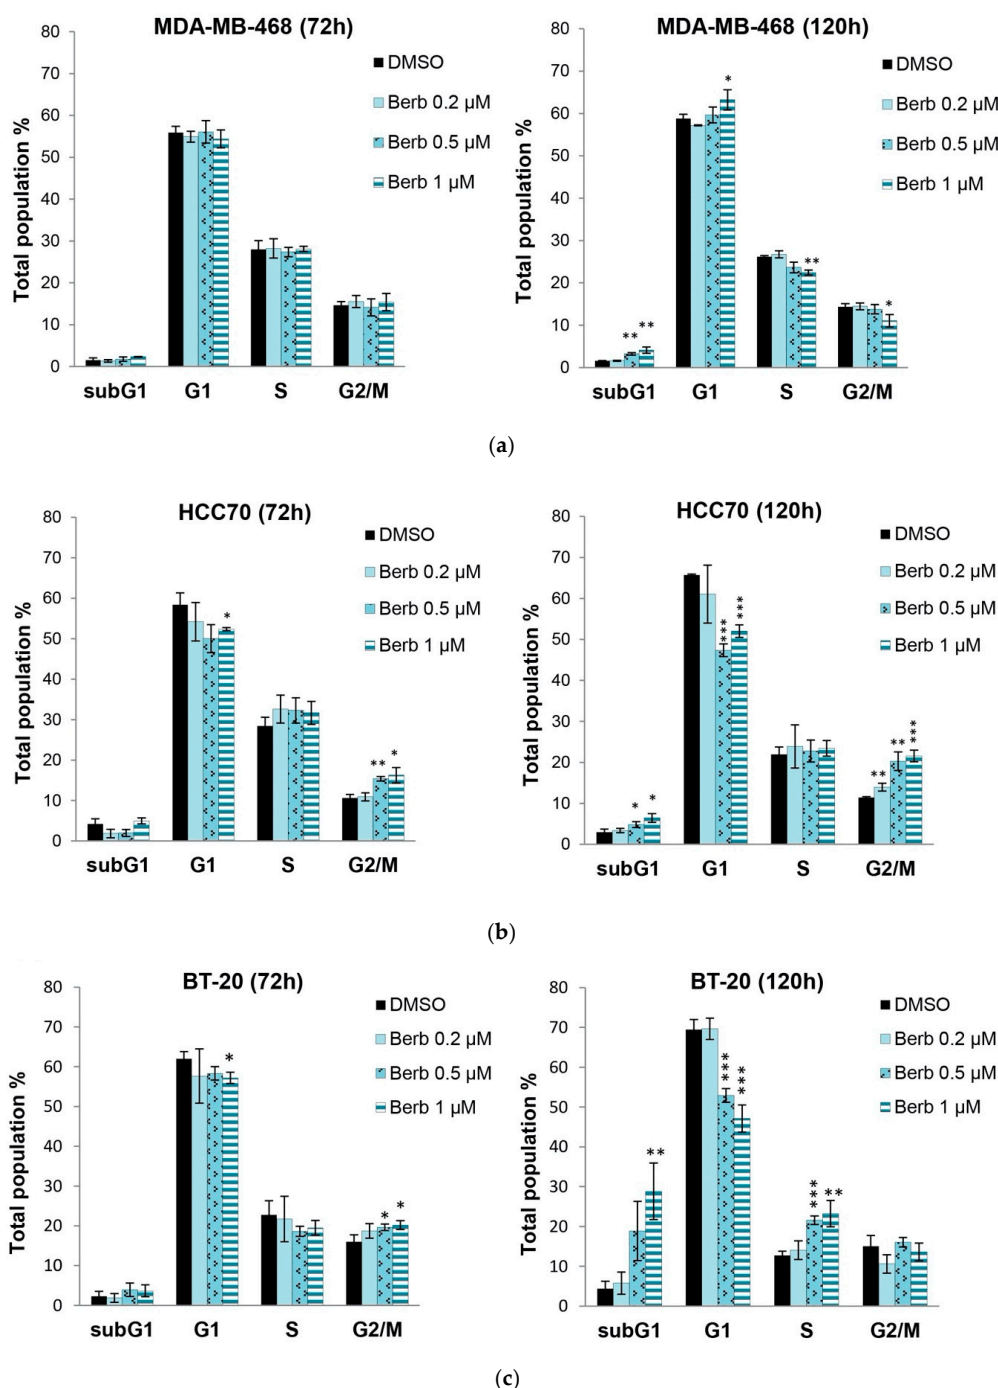 (a)
MDA-MB-468 (72h)
Total population %
80
70
60
50
40
30
20
10
0
DMSO
Berb 0.2 µM
Berb 0.5 µM
Berb 1 µM
subG1 G1 S G2/M
MDA-MB-468 (120h)
Total population %
80
70
60
50
40
30
20
10
0
DMSO
Berb 0.2 µM
Berb 0.5 µM
Berb 1 µM
** ** * ** *
subG1 G1 S G2/M
(b)
HCC70 (72h)
Total population %
80
70
60
50
40
30
20
10
0
DMSO
Berb 0.2 µM
Berb 0.5 µM
Berb 1 µM
* ** *
subG1 G1 S G2/M
HCC70 (120h)
Total population %
80
70
60
50
40
30
20
10
0
DMSO
Berb 0.2 µM
Berb 0.5 µM
Berb 1 µM
* * *** *** ** ** ***
subG1 G1 S G2/M
(c)
BT-20 (72h)
Total population %
80
70
60
50
40
30
20
10
0
DMSO
Berb 0.2 µM
Berb 0.5 µM
Berb 1 µM
* * *
subG1 G1 S G2/M
BT-20 (120h)
Total population %
80
70
60
50
40
30
20
10
0
DMSO
Berb 0.2 µM
Berb 0.5 µM
Berb 1 µM
** *** *** *** **
subG1 G1 S G2/M